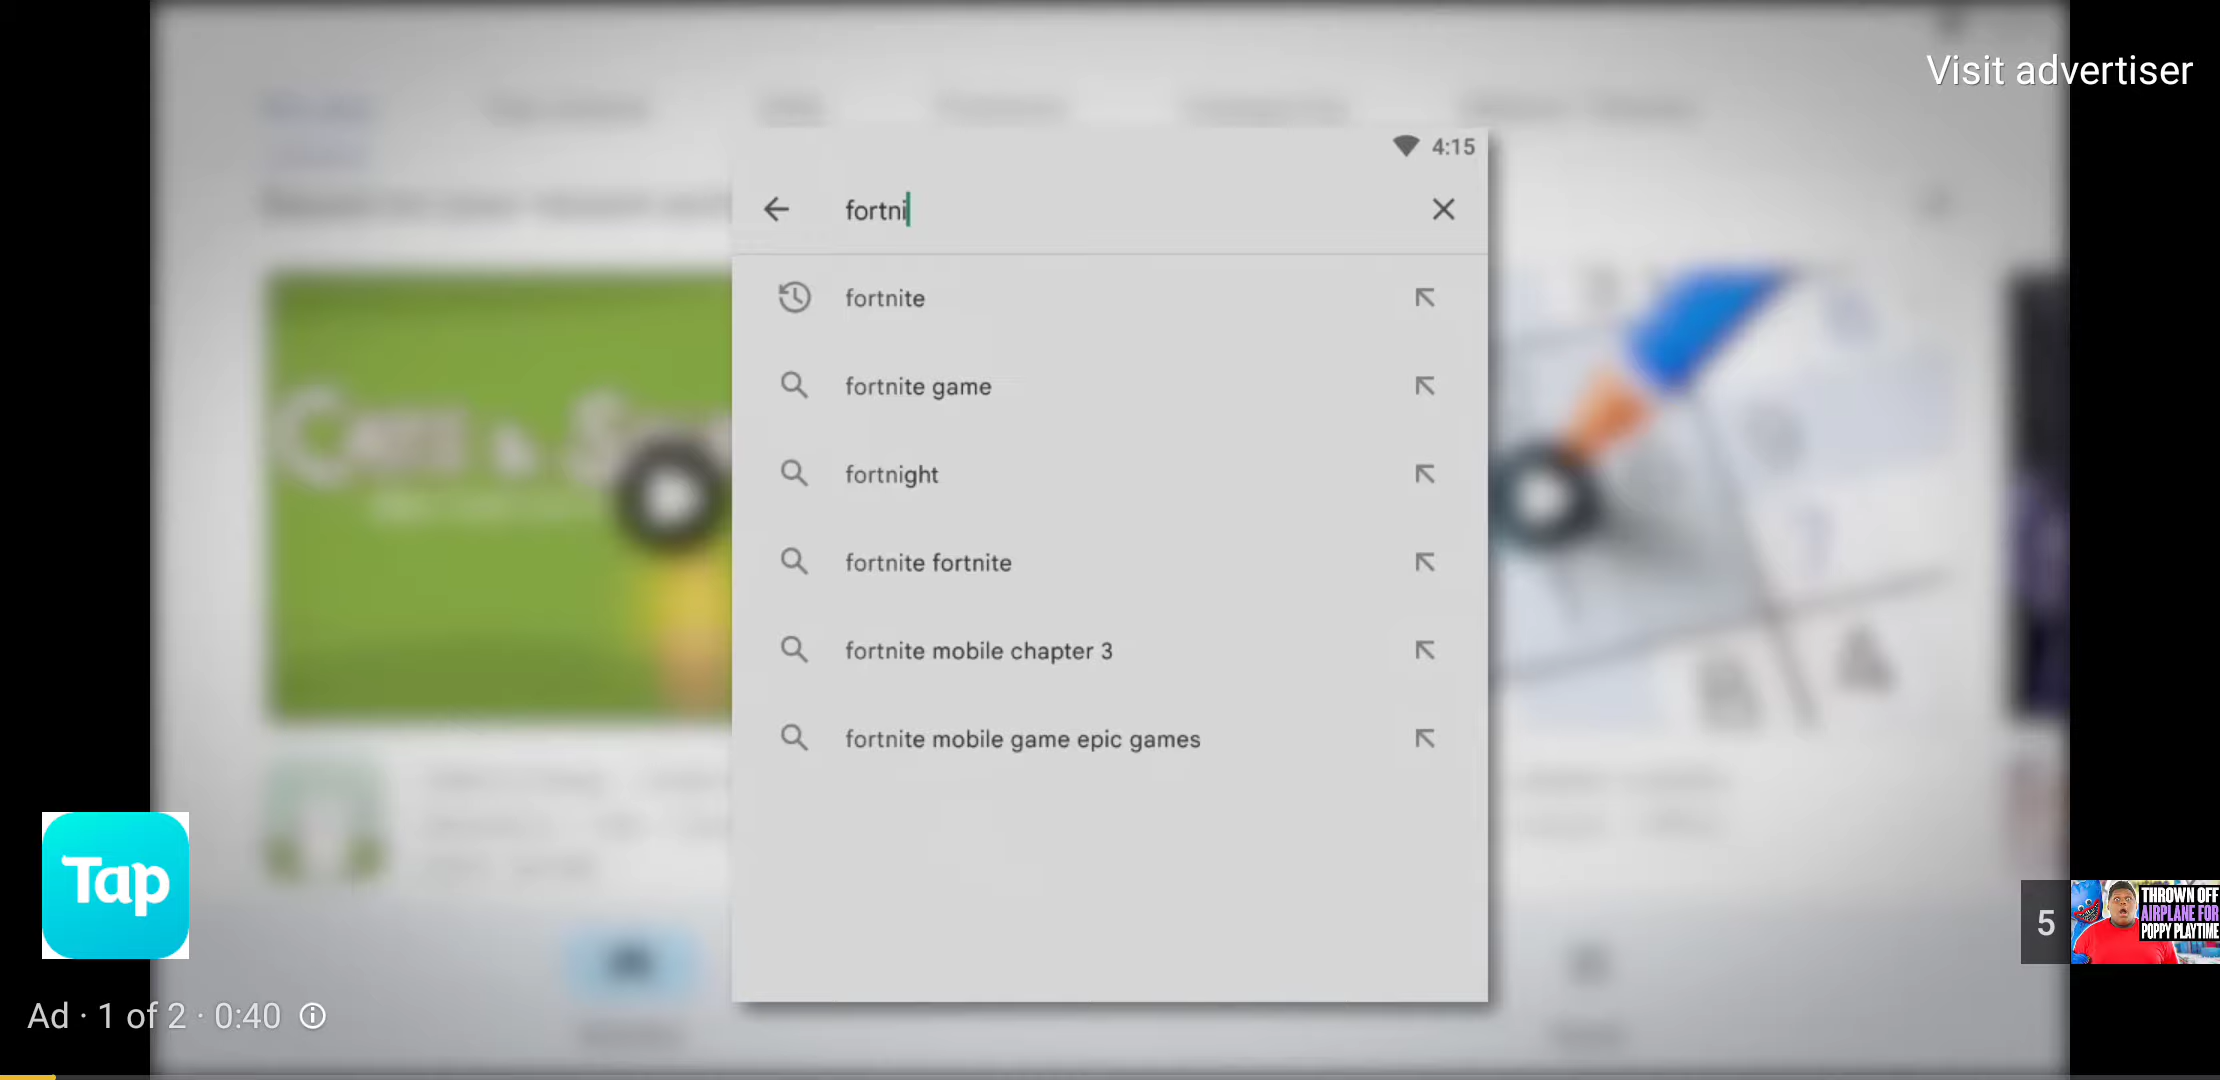 Visit advertiser
4:15
fortni
fortnite
fortnite game
fortnight
fortnite fortnite
fortnite mobile chapter 3
fortnite mobile game epic games
Tap
5
THROWN OFF
AIRPLANE FOR
POPPY PLAYTIME
Ad · 1 of 2 · 0:40